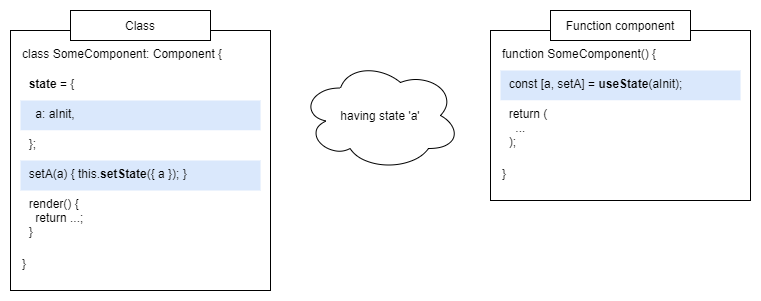 Class
class SomeComponent: Component {
state = {
a: aInit,
};
setA(a) { this.setState({ a }); }
render() {
return ...;
}
}
having state 'a'
Function component
function SomeComponent() {
const [a, setA] = useState(aInit);
return (
...
);
}